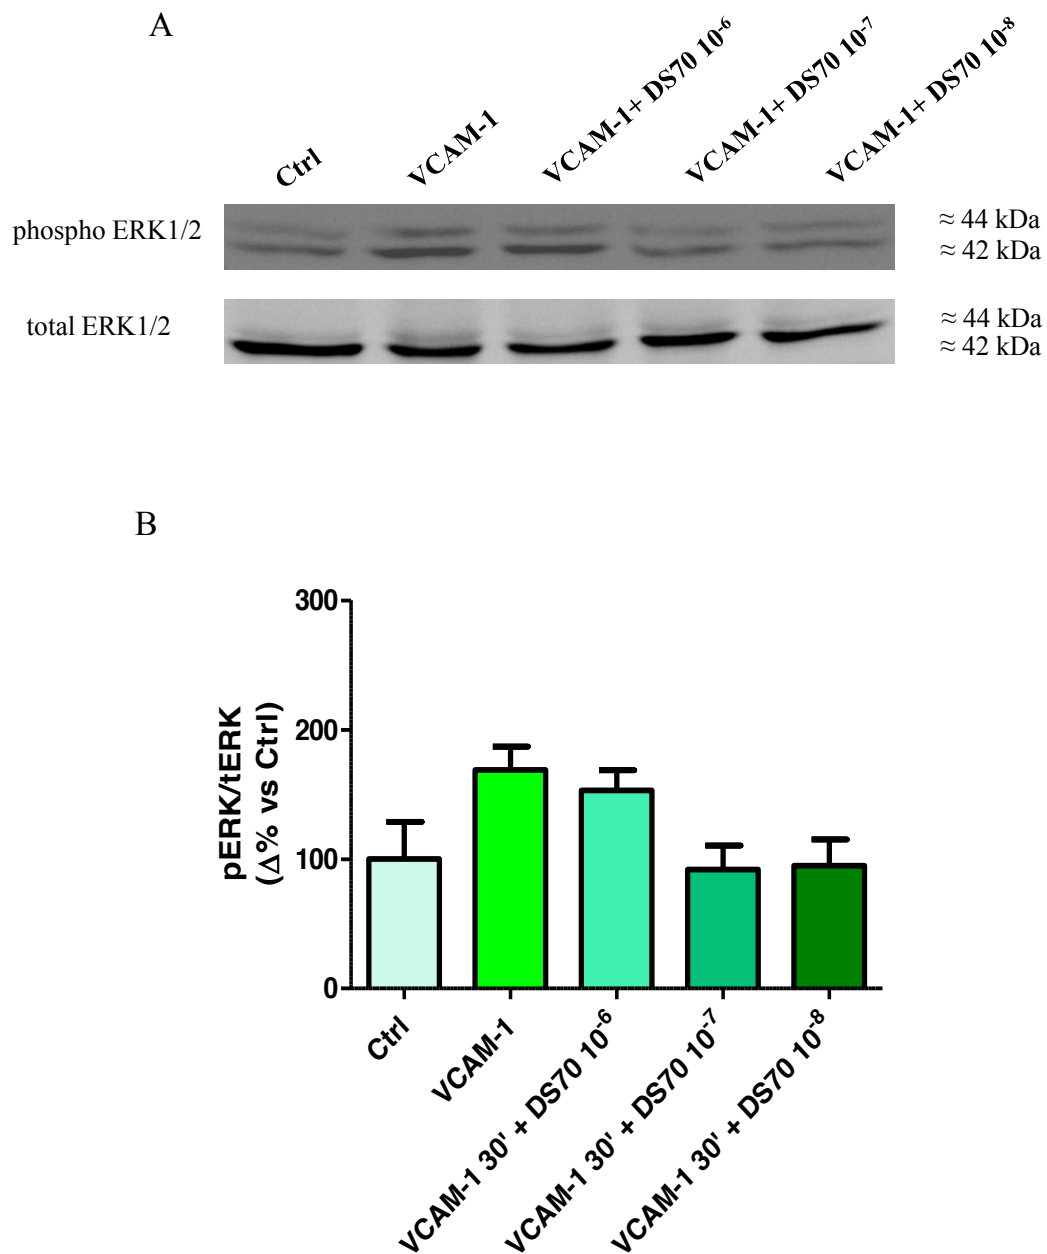 A
Ctrl
VCAM-1
VCAM-1+ DS70 10⁻⁶
VCAM-1+ DS70 10⁻⁷
VCAM-1+ DS70 10⁻⁸
phospho ERK1/2
≈ 44 kDa
≈ 42 kDa
total ERK1/2
≈ 44 kDa
≈ 42 kDa
B
pERK/tERK
(Δ% vs Ctrl)
300
200
100
0
Ctrl
VCAM-1
VCAM-1 30' + DS70 10⁻⁶
VCAM-1 30' + DS70 10⁻⁷
VCAM-1 30' + DS70 10⁻⁸